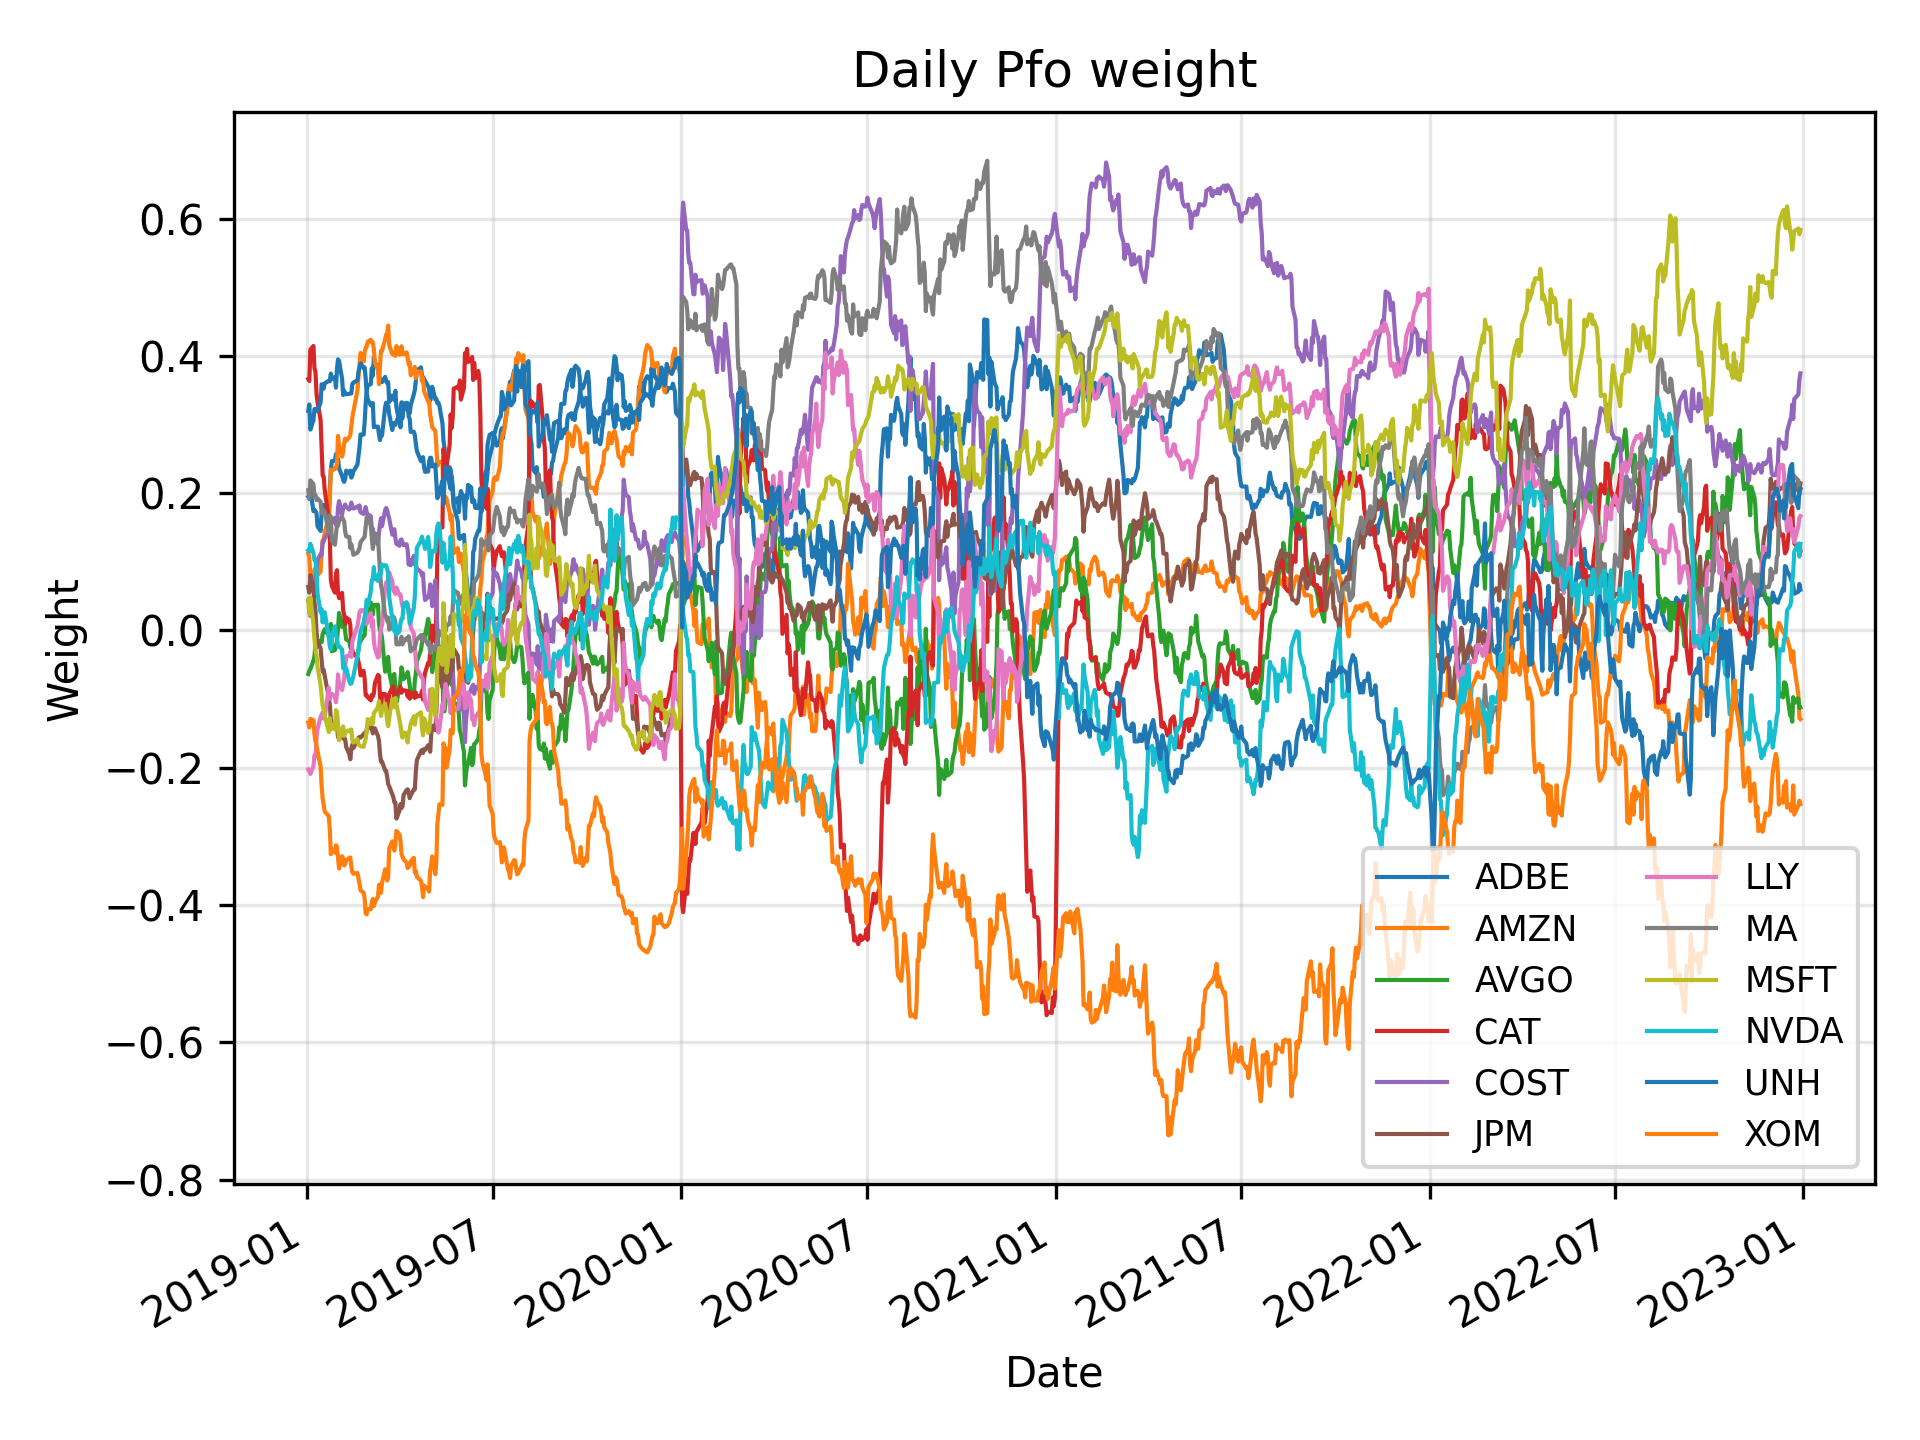 Daily Pfo weight
Weight
0.6
0.4
0.2
0.0
−0.2
−0.4
−0.6
−0.8
ADBE
AMZN
AVGO
CAT
COST
JPM
LLY
MA
MSFT
NVDA
UNH
XOM
2019-01
2019-07
2020-01
2020-07
2021-01
2021-07
2022-01
2022-07
2023-01
Date